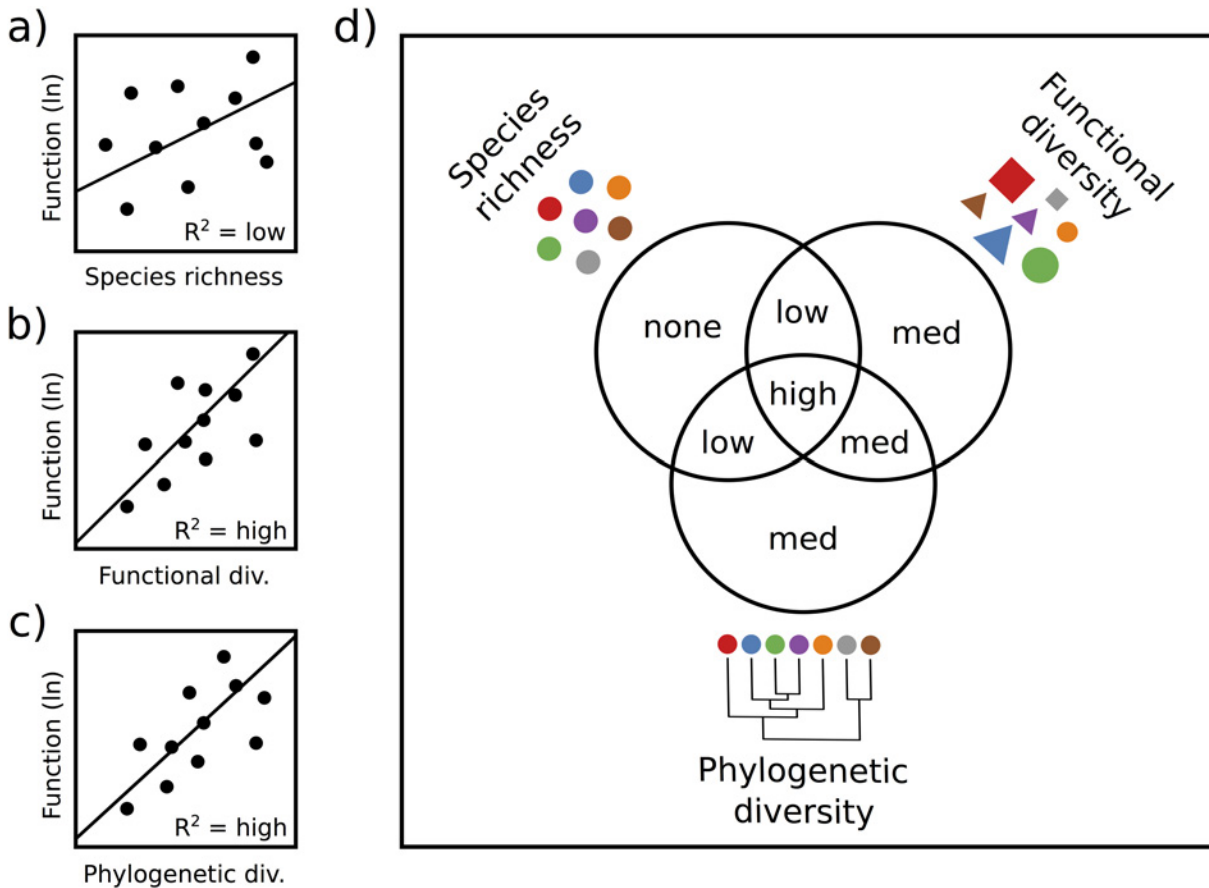 a)
Function (ln)
R² = low
Species richness
b)
Function (ln)
R² = high
Functional div.
c)
Function (ln)
R² = high
Phylogenetic div.
d)
Species
richness
Functional
diversity
none
low
med
high
low
med
med
Phylogenetic
diversity